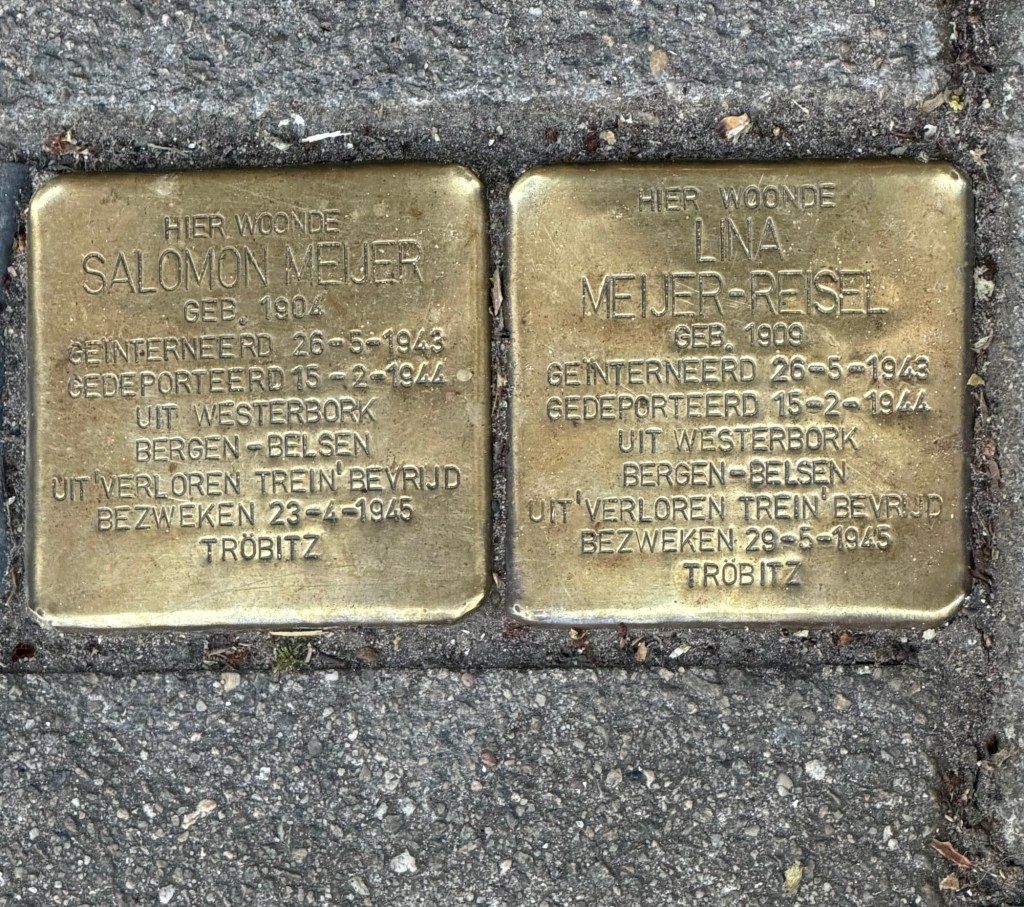 HIER WOONDE
SALOMON MEIJER
GEB. 1904
GEÏNTERNEERD 26-5-1943
GEDEPORTEERD 15-2-1944
UIT WESTERBORK
BERGEN-BELSEN
UIT 'VERLOREN TREIN' BEVRIJD
BEZWEKEN 23-4-1945
TRÖBITZ
HIER WOONDE
LINA
MEIJER-REISEL
GEB. 1909
GEÏNTERNEERD 26-5-1943
GEDEPORTEERD 15-2-1944
UIT WESTERBORK
BERGEN-BELSEN
UIT 'VERLOREN TREIN' BEVRIJD
BEZWEKEN 29-5-1945
TRÖBITZ